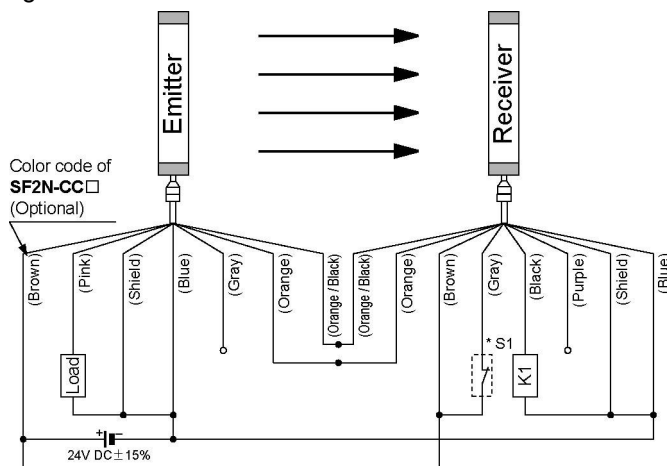 Emitter
Receiver
Color code of
SF2N-CC□
(Optional)
(Brown)
(Pink)
(Shield)
(Blue)
(Gray)
(Orange)
(Orange / Black)
(Orange / Black)
(Orange)
(Brown)
(Gray)
(Black)
(Purple)
(Shield)
(Blue)
* S1
Load
K1
+ −
24V DC±15%